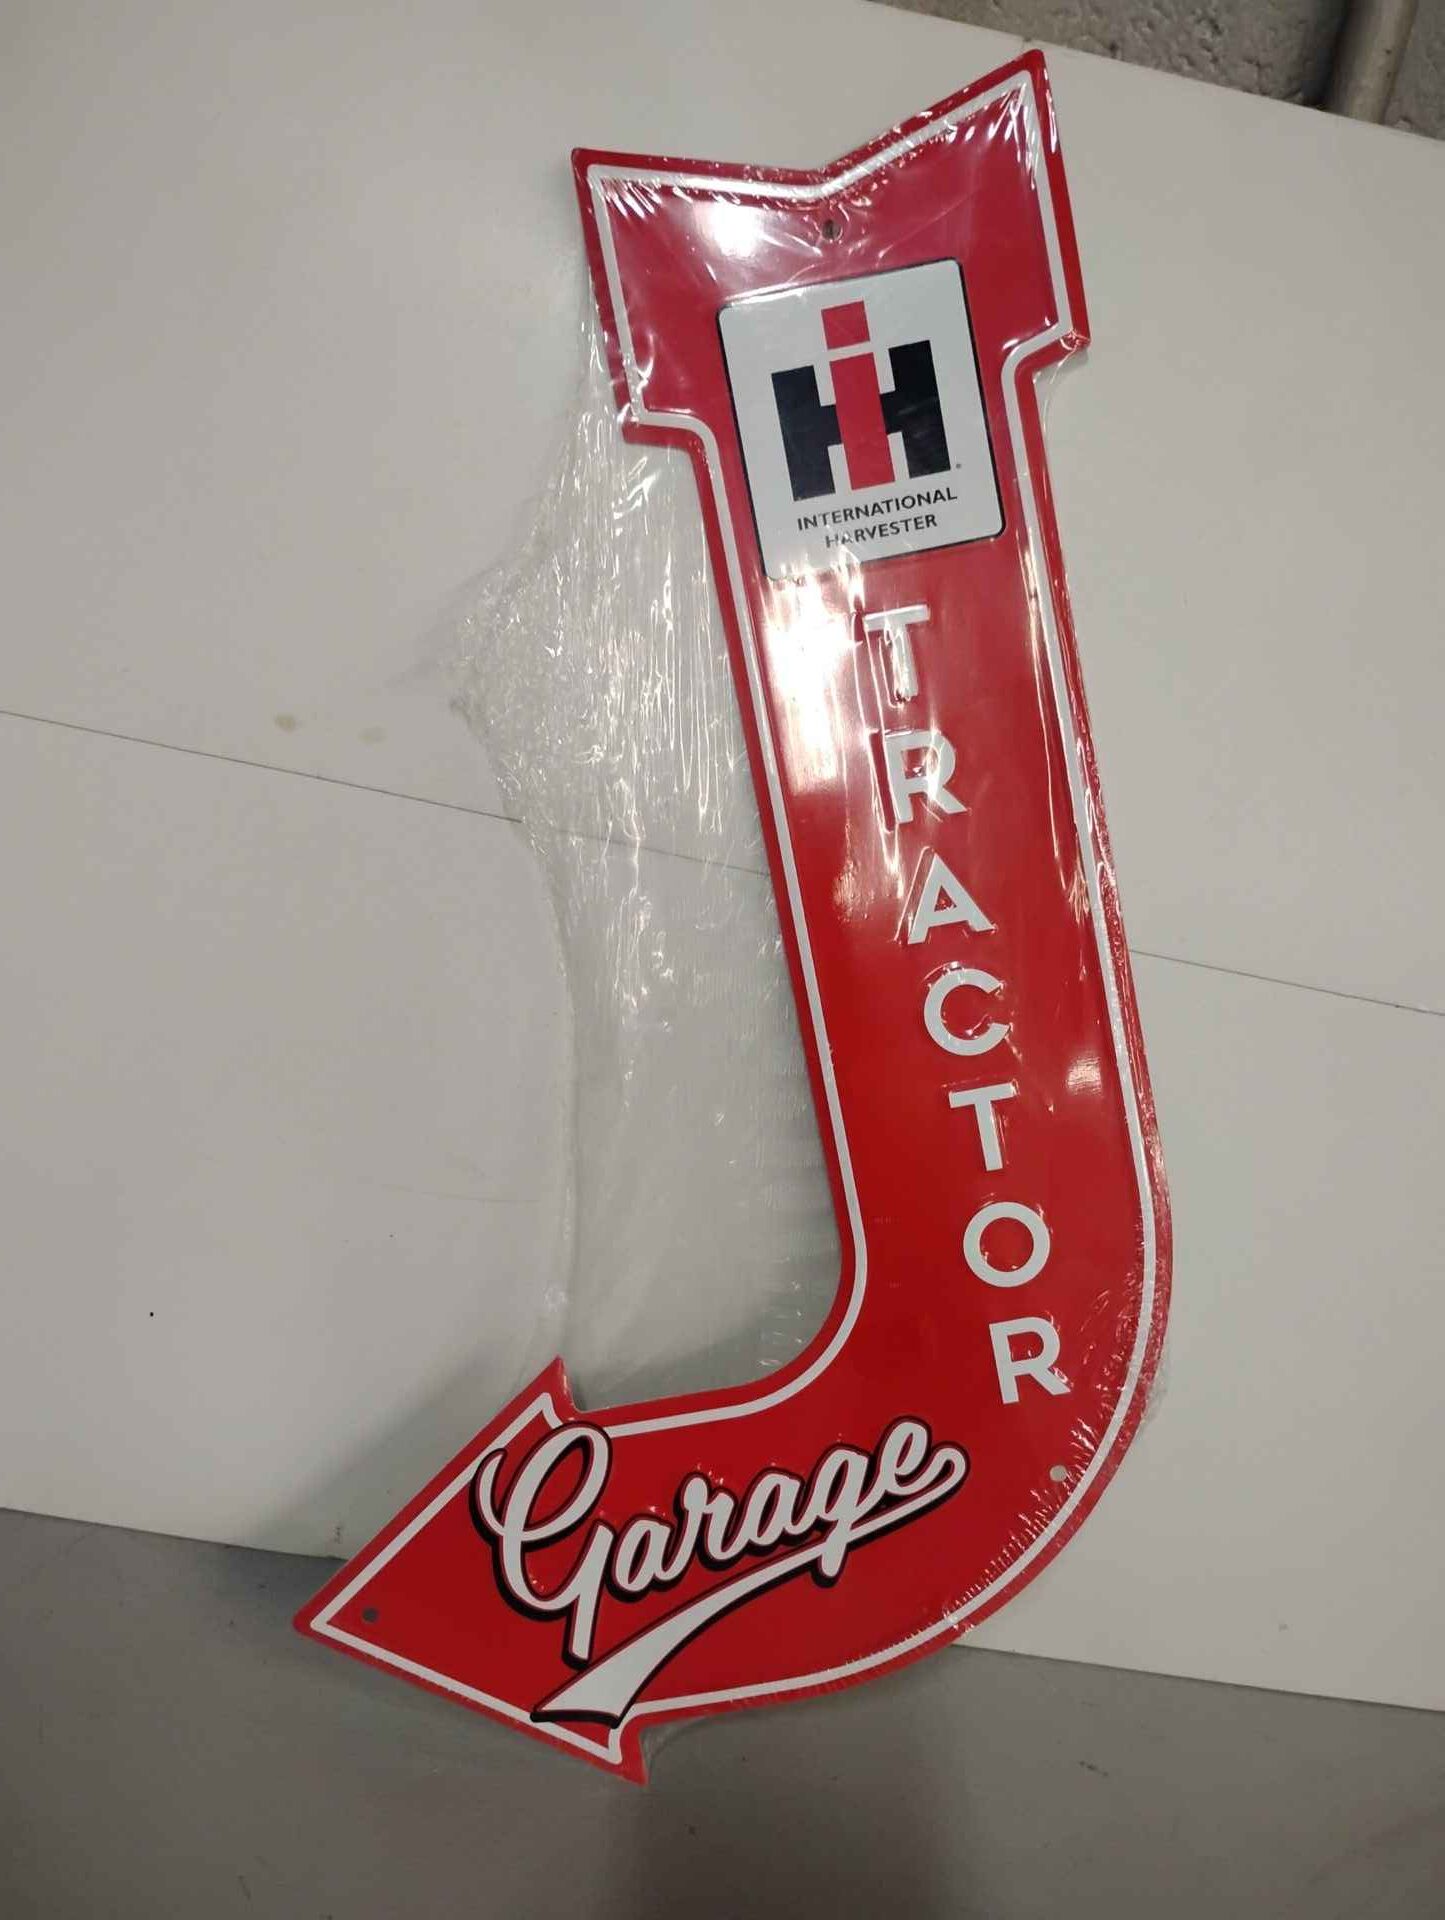 IH
INTERNATIONAL
HARVESTER
TRACTOR
Garage